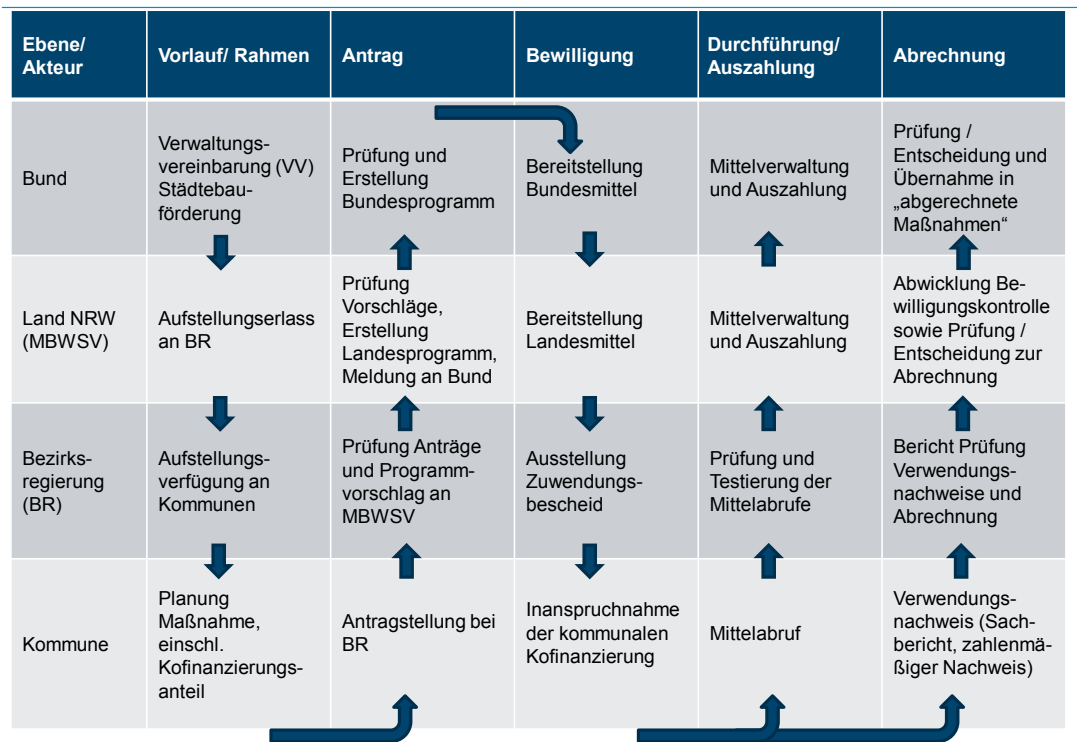 Ebene/
Akteur
Vorlauf/ Rahmen
Antrag
Bewilligung
Durchführung/
Auszahlung
Abrechnung
Bund
Verwaltungs-
vereinbarung (VV)
Städtebau-
förderung
Prüfung und
Erstellung
Bundesprogramm
Bereitstellung
Bundesmittel
Mittelverwaltung
und Auszahlung
Prüfung /
Entscheidung und
Übernahme in
„abgerechnete
Maßnahmen“
Land NRW
(MBWSV)
Aufstellungserlass
an BR
Prüfung
Vorschläge,
Erstellung
Landesprogramm,
Meldung an Bund
Bereitstellung
Landesmittel
Mittelverwaltung
und Auszahlung
Abwicklung Be-
willigungskontrolle
sowie Prüfung /
Entscheidung zur
Abrechnung
Bezirks-
regierung
(BR)
Aufstellungs-
verfügung an
Kommunen
Prüfung Anträge
und Programm-
vorschlag an
MBWSV
Ausstellung
Zuwendungs-
bescheid
Prüfung und
Testierung der
Mittelabrufe
Bericht Prüfung
Verwendungs-
nachweise und
Abrechnung
Kommune
Planung
Maßnahme,
einschl.
Kofinanzierungs-
anteil
Antragstellung bei
BR
Inanspruchnahme
der kommunalen
Kofinanzierung
Mittelabruf
Verwendungs-
nachweis (Sach-
bericht, zahlenmä-
ßiger Nachweis)